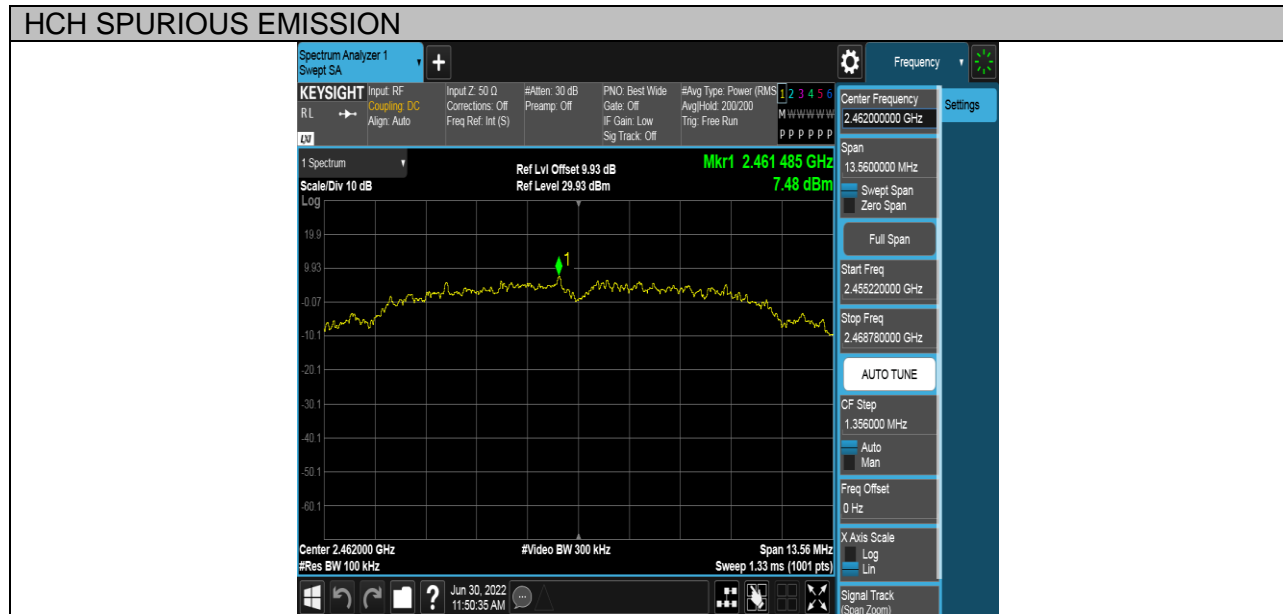 HCH SPURIOUS EMISSION
Spectrum Analyzer 1
Swept SA
+
Frequency
KEYSIGHT
RL
LXI
Input: RF
Coupling: DC
Align: Auto
Input Z: 50 Ω
Corrections: Off
Freq Ref: Int (S)
#Atten: 30 dB
Preamp: Off
PNO: Best Wide
Gate: Off
IF Gain: Low
Sig Track: Off
#Avg Type: Power (RMS
Avg|Hold: 200/200
Trig: Free Run
1 2 3 4 5 6
M W W W W W
P P P P P P
1 Spectrum
Scale/Div 10 dB
Log
Ref Lvl Offset 9.93 dB
Ref Level 29.93 dBm
Mkr1 2.461 485 GHz
7.48 dBm
19.9
9.93
-0.07
-10.1
-20.1
-30.1
-40.1
-50.1
-60.1
1
Center 2.462000 GHz
#Res BW 100 kHz
#Video BW 300 kHz
Span 13.56 MHz
Sweep 1.33 ms (1001 pts)
?
Jun 30, 2022
11:50:35 AM
Center Frequency
2.462000000 GHz
Settings
Span
13.5600000 MHz
Swept Span
Zero Span
Full Span
Start Freq
2.455220000 GHz
Stop Freq
2.468780000 GHz
AUTO TUNE
CF Step
1.356000 MHz
Auto
Man
Freq Offset
0 Hz
X Axis Scale
Log
Lin
Signal Track
(Span Zoom)